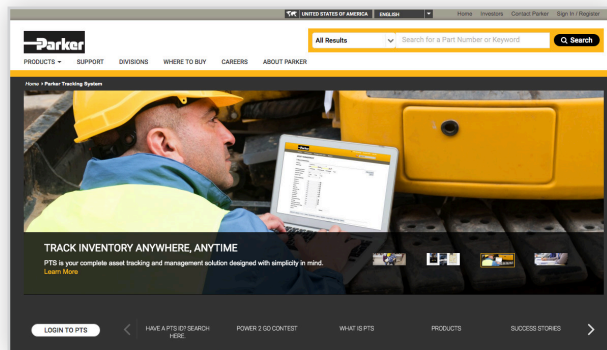 UNITED STATES OF AMERICA ENGLISH Home Investors Contact Parker Sign In / Register
Parker
All Results Search for a Part Number or Keyword Search
PRODUCTS SUPPORT DIVISIONS WHERE TO BUY CAREERS ABOUT PARKER
Home > Parker Tracking System
TRACK INVENTORY ANYWHERE, ANYTIME
PTS is your complete asset tracking and management solution designed with simplicity in mind.
Learn More
LOGIN TO PTS HAVE A PTS ID? SEARCH HERE. POWER 2 GO CONTEST WHAT IS PTS PRODUCTS SUCCESS STORIES